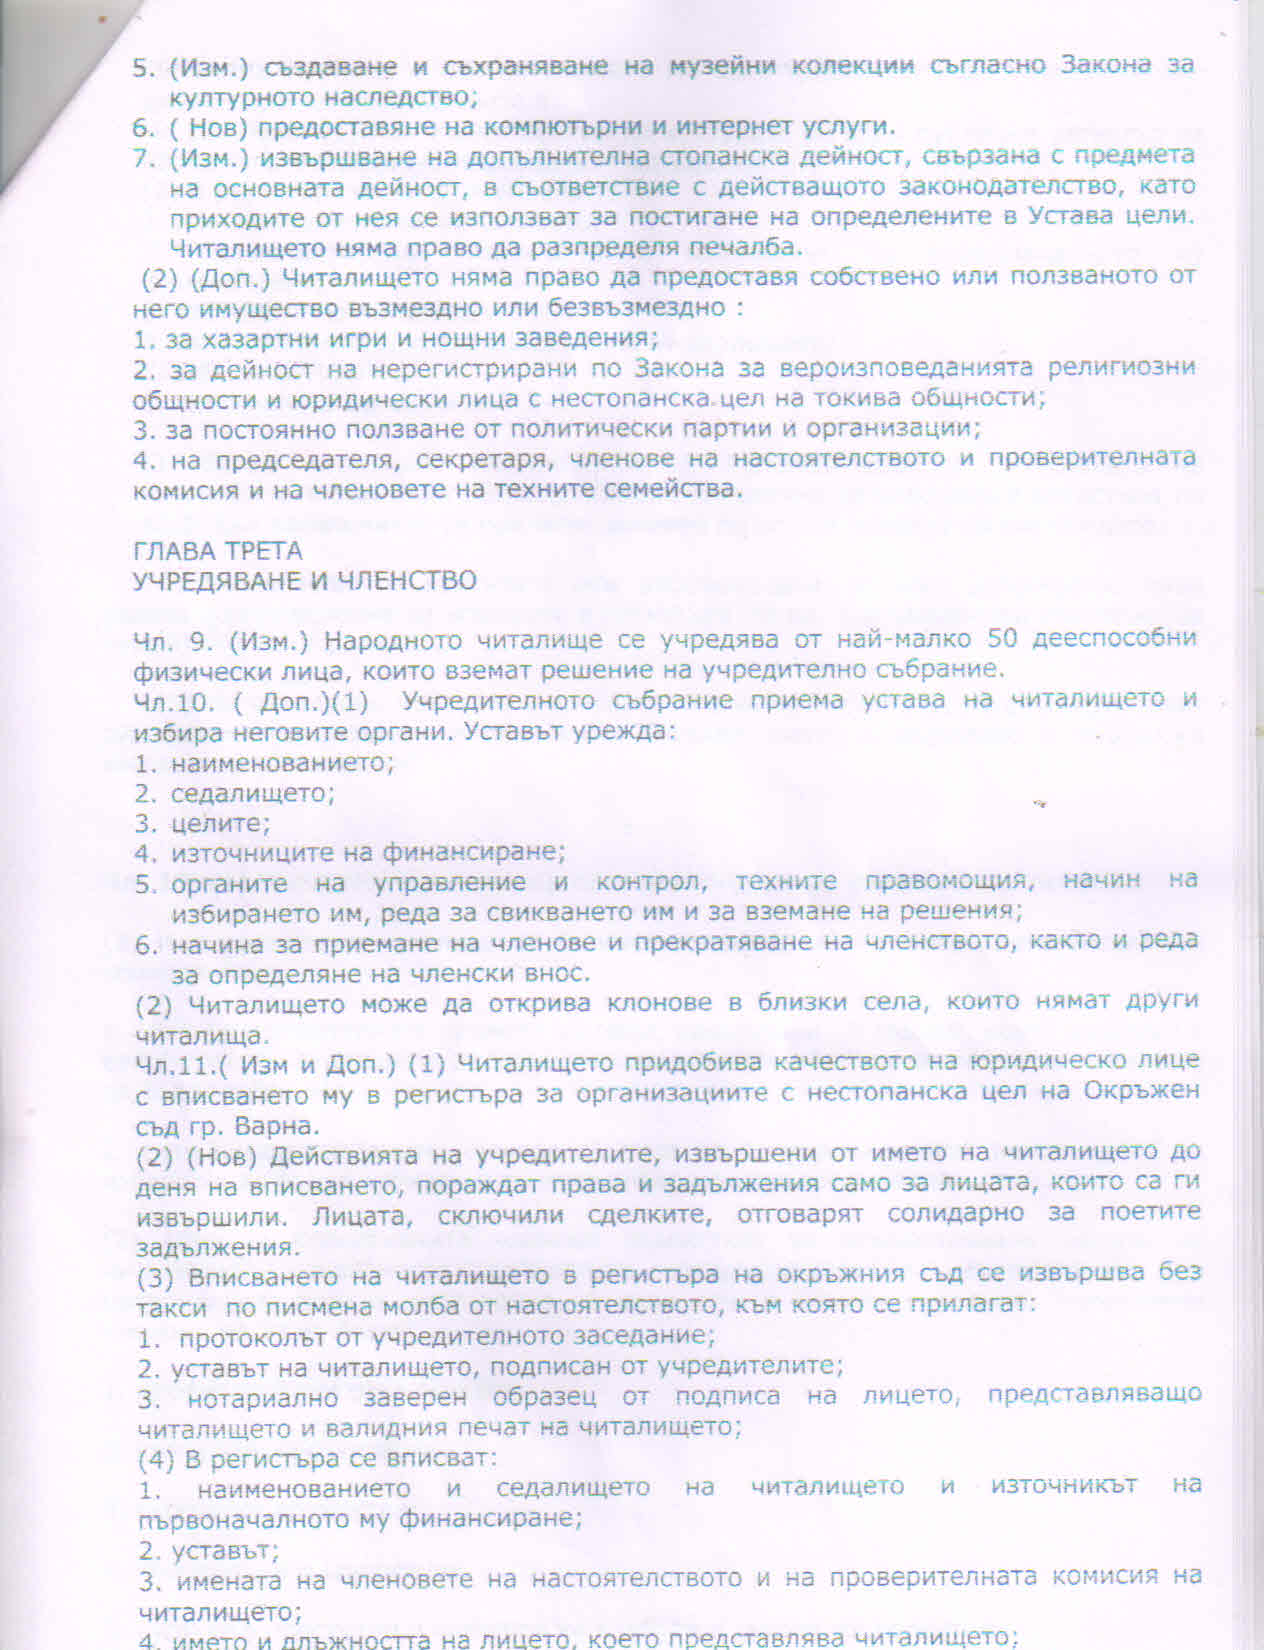 5. (Изм.) създаване и съхраняване на музейни колекции съгласно Закона за
културното наследство;
6. ( Нов) предоставяне на компютърни и интернет услуги.
7. (Изм.) извършване на допълнителна стопанска дейност, свързана с предмета
на основната дейност, в съответствие с действащото законодателство, като
приходите от нея се използват за постигане на определените в Устава цели.
Читалището няма право да разпределя печалба.
(2) (Доп.) Читалището няма право да предоставя собствено или ползваното от
него имущество възмездно или безвъзмездно :
1. за хазартни игри и нощни заведения;
2. за дейност на нерегистрирани по Закона за вероизповеданията религиозни
общности и юридически лица с нестопанска цел на токива общности;
3. за постоянно ползване от политически партии и организации;
4. на председателя, секретаря, членове на настоятелството и проверителната
комисия и на членовете на техните семейства.
ГЛАВА ТРЕТА
УЧРЕДЯВАНЕ И ЧЛЕНСТВО
Чл. 9. (Изм.) Народното читалище се учредява от най-малко 50 дееспособни
физически лица, които вземат решение на учредително събрание.
Чл.10. ( Доп.)(1) Учредителното събрание приема устава на читалището и
избира неговите органи. Уставът урежда:
1. наименованието;
2. седалището;
3. целите;
4. източниците на финансиране;
5. органите на управление и контрол, техните правомощия, начин на
избирането им, реда за свикването им и за вземане на решения;
6. начина за приемане на членове и прекратяване на членството, както и реда
за определяне на членски внос.
(2) Читалището може да открива клонове в близки села, които нямат други
читалища.
Чл.11.( Изм и Доп.) (1) Читалището придобива качеството на юридическо лице
с вписването му в регистъра за организациите с нестопанска цел на Окръжен
съд гр. Варна.
(2) (Нов) Действията на учредителите, извършени от името на читалището до
деня на вписването, пораждат права и задължения само за лицата, които са ги
извършили. Лицата, сключили сделките, отговарят солидарно за поетите
задължения.
(3) Вписването на читалището в регистъра на окръжния съд се извършва без
такси по писмена молба от настоятелството, към която се прилагат:
1. протоколът от учредителното заседание;
2. уставът на читалището, подписан от учредителите;
3. нотариално заверен образец от подписа на лицето, представляващо
читалището и валидния печат на читалището;
(4) В регистъра се вписват:
1. наименованието и седалището на читалището и източникът на
първоначалното му финансиране;
2. уставът;
3. имената на членовете на настоятелството и на проверителната комисия на
читалището;
4. името и длъжността на лицето, което представлява читалището;